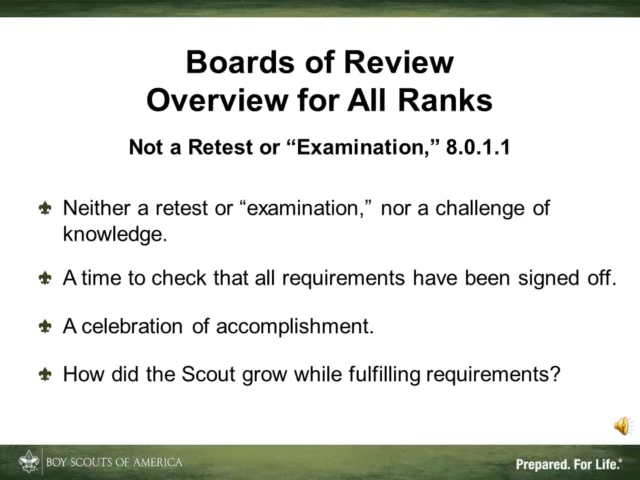 Boards of Review
Overview for All Ranks
Not a Retest or “Examination,” 8.0.1.1
Neither a retest or “examination,” nor a challenge of
knowledge.
A time to check that all requirements have been signed off.
A celebration of accomplishment.
How did the Scout grow while fulfilling requirements?
BOY SCOUTS OF AMERICA
Prepared. For Life.®